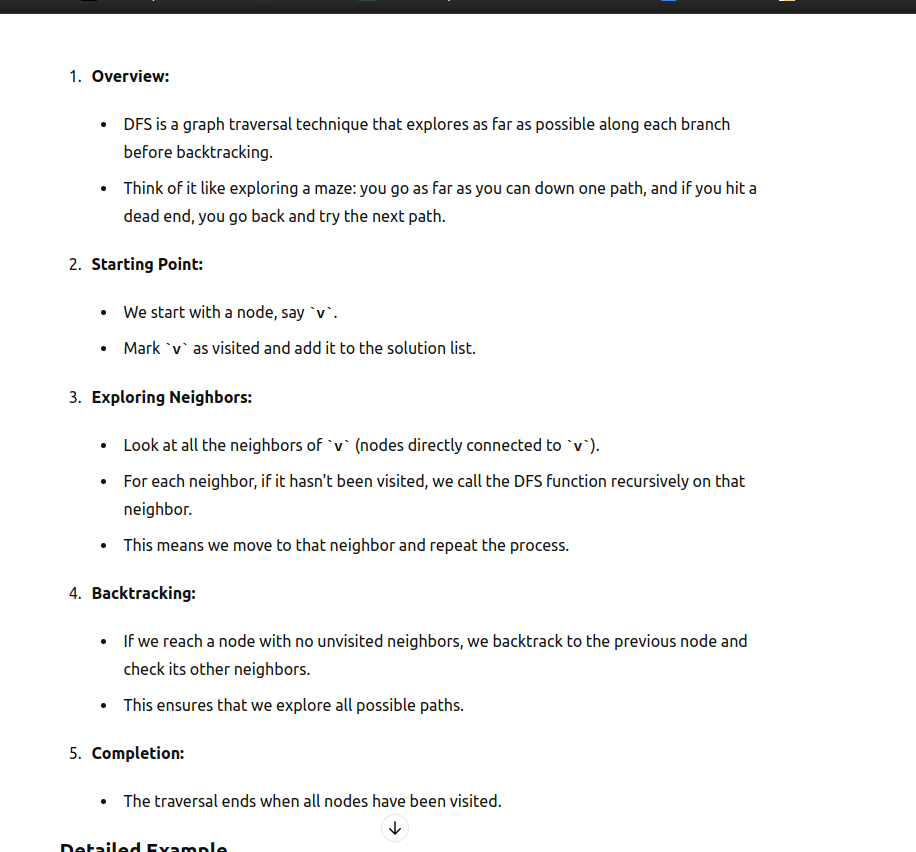 1. Overview:
• DFS is a graph traversal technique that explores as far as possible along each branch
before backtracking.
• Think of it like exploring a maze: you go as far as you can down one path, and if you hit a
dead end, you go back and try the next path.
2. Starting Point:
• We start with a node, say `v`.
• Mark `v` as visited and add it to the solution list.
3. Exploring Neighbors:
• Look at all the neighbors of `v` (nodes directly connected to `v`).
• For each neighbor, if it hasn't been visited, we call the DFS function recursively on that
neighbor.
• This means we move to that neighbor and repeat the process.
4. Backtracking:
• If we reach a node with no unvisited neighbors, we backtrack to the previous node and
check its other neighbors.
• This ensures that we explore all possible paths.
5. Completion:
• The traversal ends when all nodes have been visited.
Detailed Example